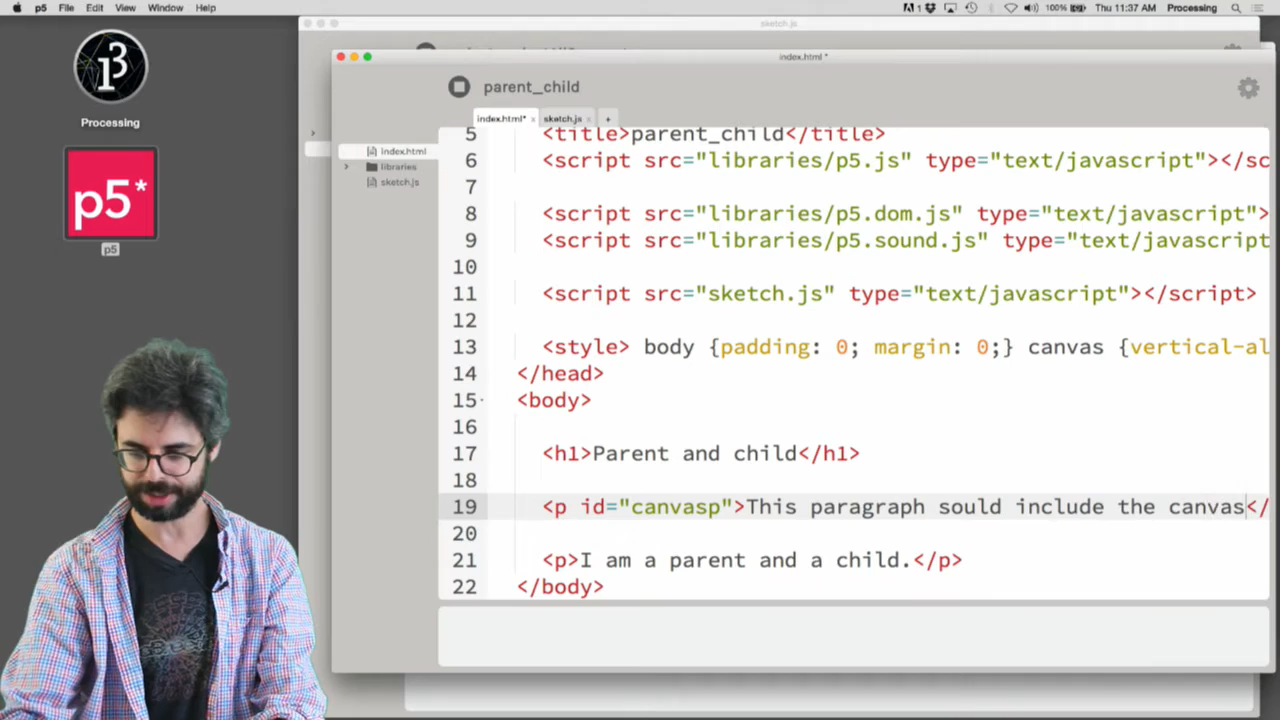 p5 File Edit View Window Help
1 100% Thu 11:37 AM Processing
sketch.js
index.html *
parent_child
Processing
p5*
p5
index.html* x sketch.js x +
index.html
libraries
sketch.js
5 <title>parent_child</title>
6 <script src="libraries/p5.js" type="text/javascript"></sc
7
8 <script src="libraries/p5.dom.js" type="text/javascript">
9 <script src="libraries/p5.sound.js" type="text/javascript
10
11 <script src="sketch.js" type="text/javascript"></script>
12
13 <style> body {padding: 0; margin: 0;} canvas {vertical-al
14 </head>
15 <body>
16
17 <h1>Parent and child</h1>
18
19 <p id="canvasp">This paragraph sould include the canvas</
20
21 <p>I am a parent and a child.</p>
22 </body>